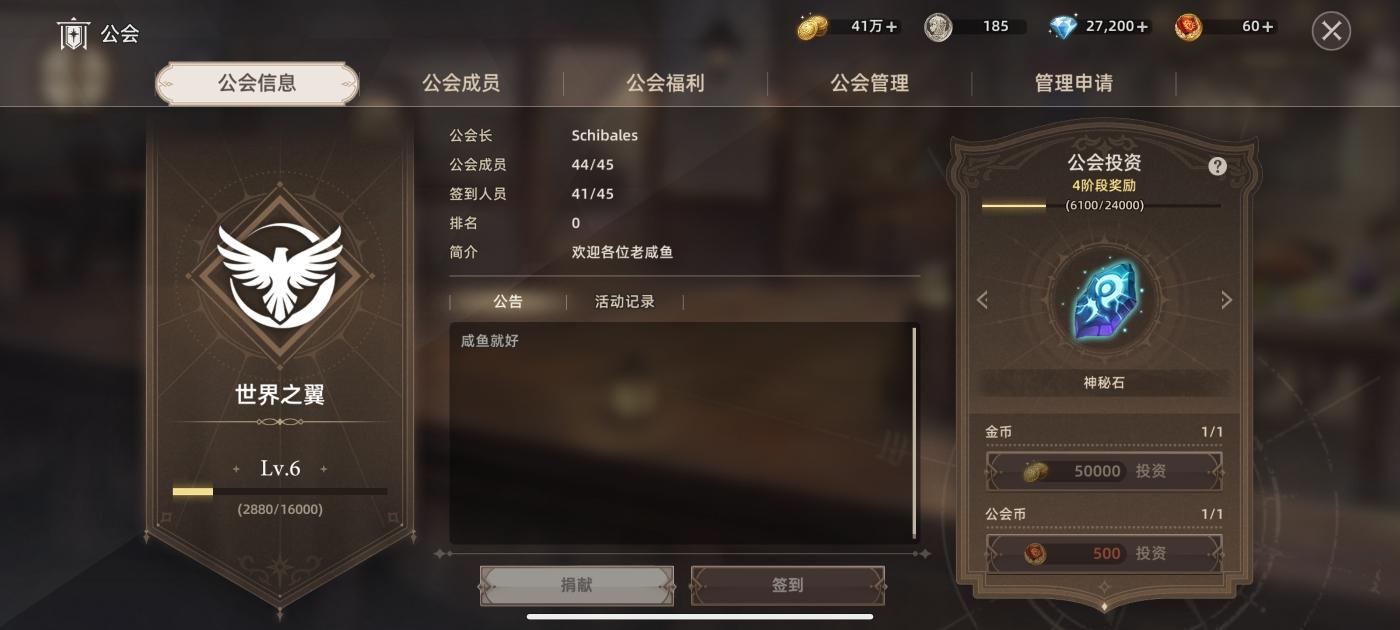 公会
41万+
185
27,200+
60+
公会信息
公会成员
公会福利
公会管理
管理申请
世界之翼
Lv.6
(2880/16000)
公会长 Schibales
公会成员 44/45
签到人员 41/45
排名 0
简介 欢迎各位老咸鱼
公告
活动记录
咸鱼就好
捐献
签到
公会投资
?
4阶段奖励
(6100/24000)
神秘石
金币 1/1
50000 投资
公会币 1/1
500 投资